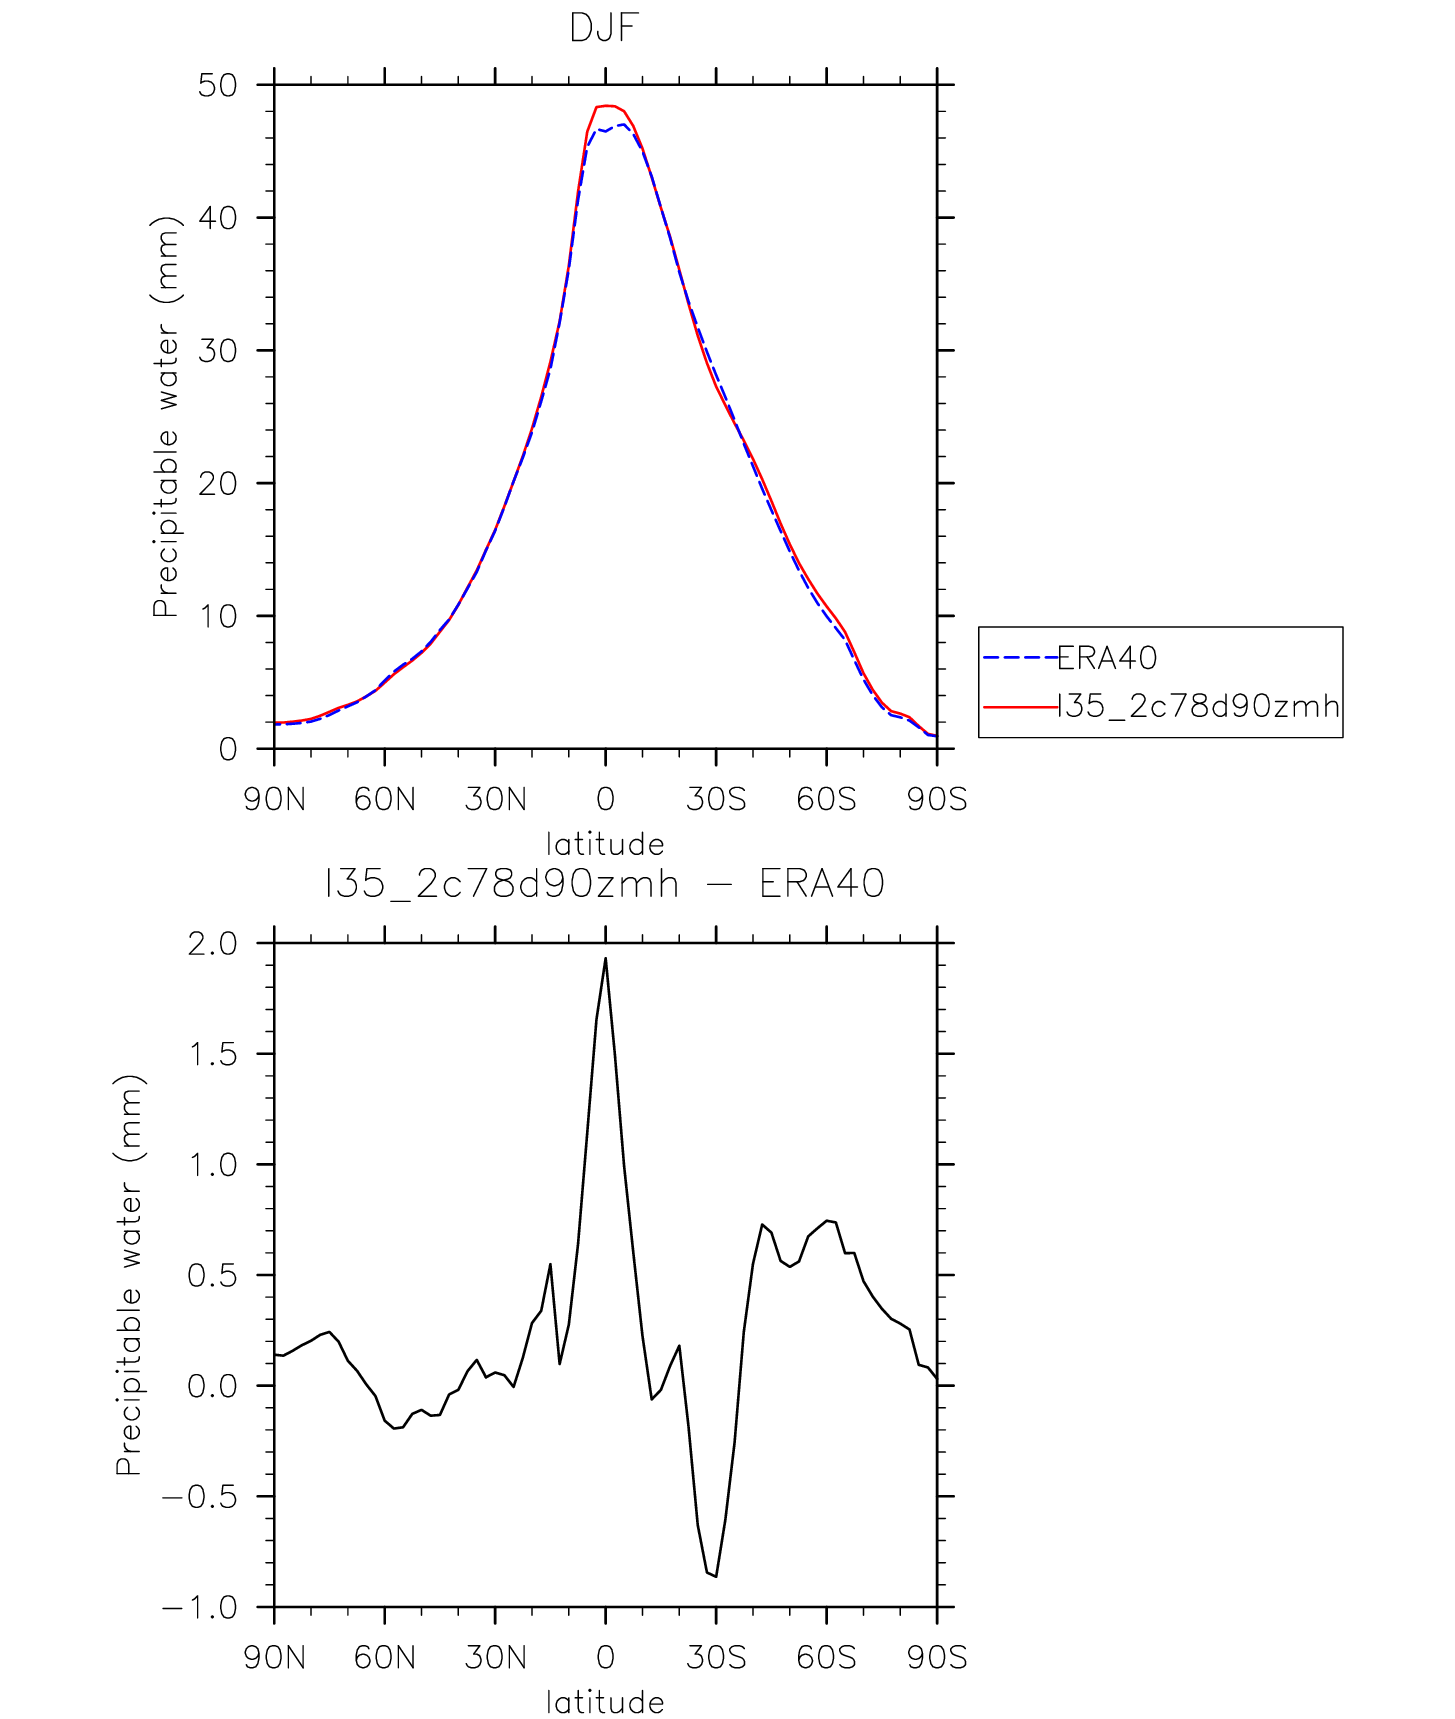 DJF
50
40
30
20
10
0
Precipitable water (mm)
90N 60N 30N 0 30S 60S 90S
latitude
ERA40
I35_2c78d90zmh
I35_2c78d90zmh − ERA40
2.0
1.5
1.0
0.5
0.0
−0.5
−1.0
Precipitable water (mm)
90N 60N 30N 0 30S 60S 90S
latitude